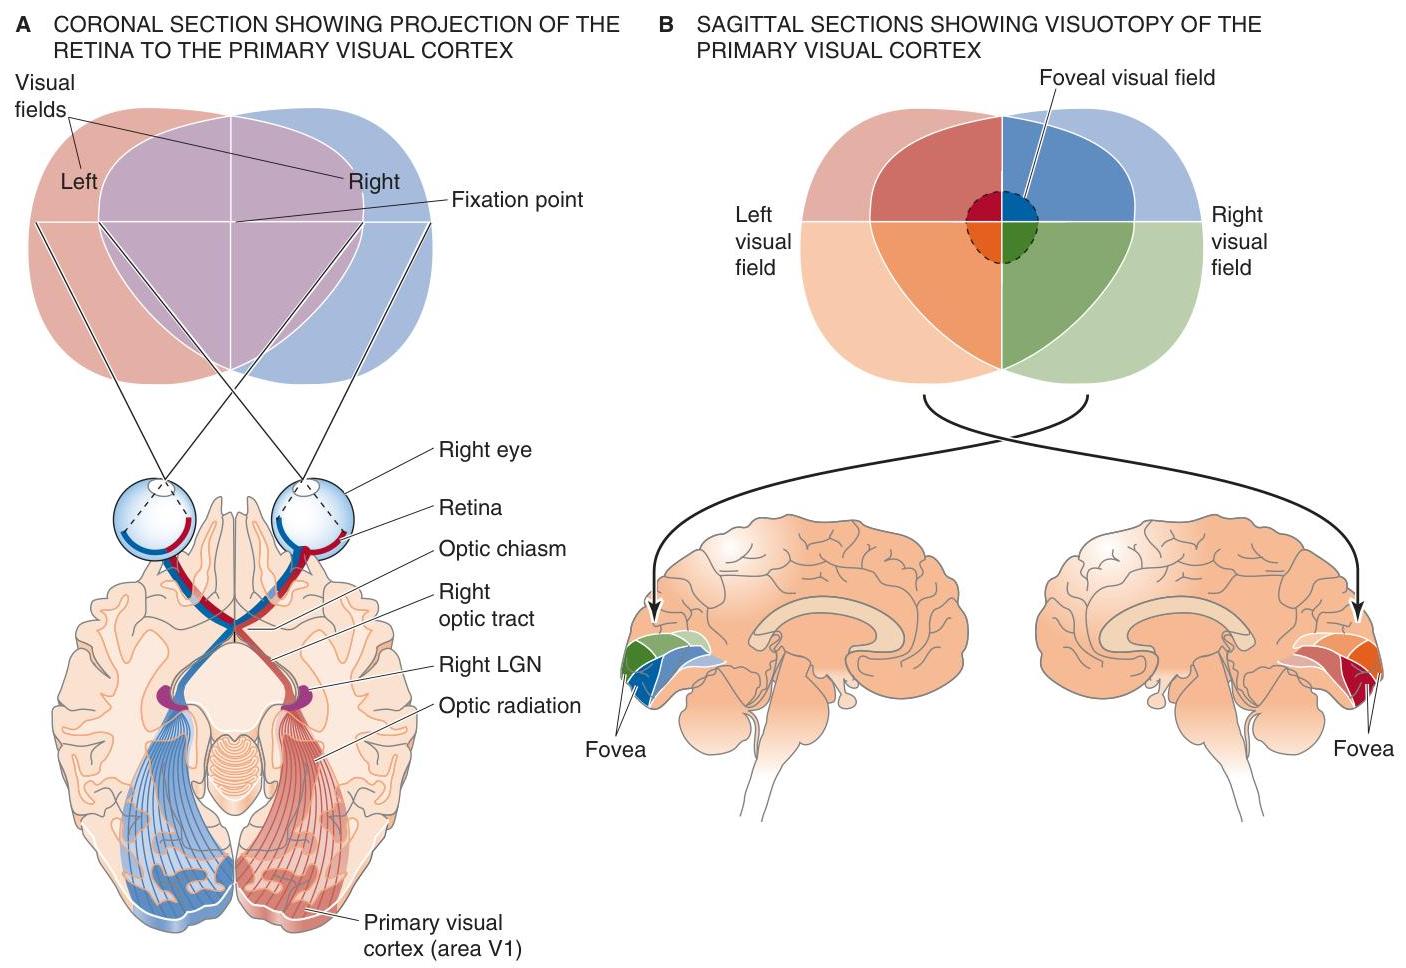 A CORONAL SECTION SHOWING PROJECTION OF THE
RETINA TO THE PRIMARY VISUAL CORTEX
Visual
fields
Left
Right
Fixation point
Right eye
Retina
Optic chiasm
Right
optic tract
Right LGN
Optic radiation
Primary visual
cortex (area V1)
B SAGITTAL SECTIONS SHOWING VISUOTOPY OF THE
PRIMARY VISUAL CORTEX
Foveal visual field
Left
visual
field
Right
visual
field
Fovea
Fovea